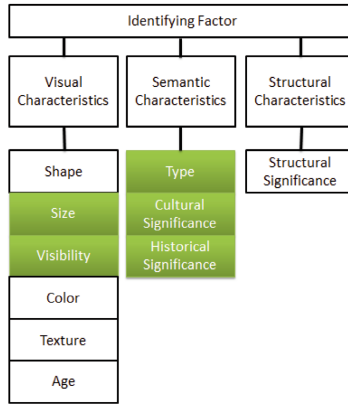 Identifying Factor
Visual
Characteristics
Semantic
Characteristics
Structural
Characteristics
Shape
Size
Visibility
Color
Texture
Age
Type
Cultural
Significance
Historical
Significance
Structural
Significance